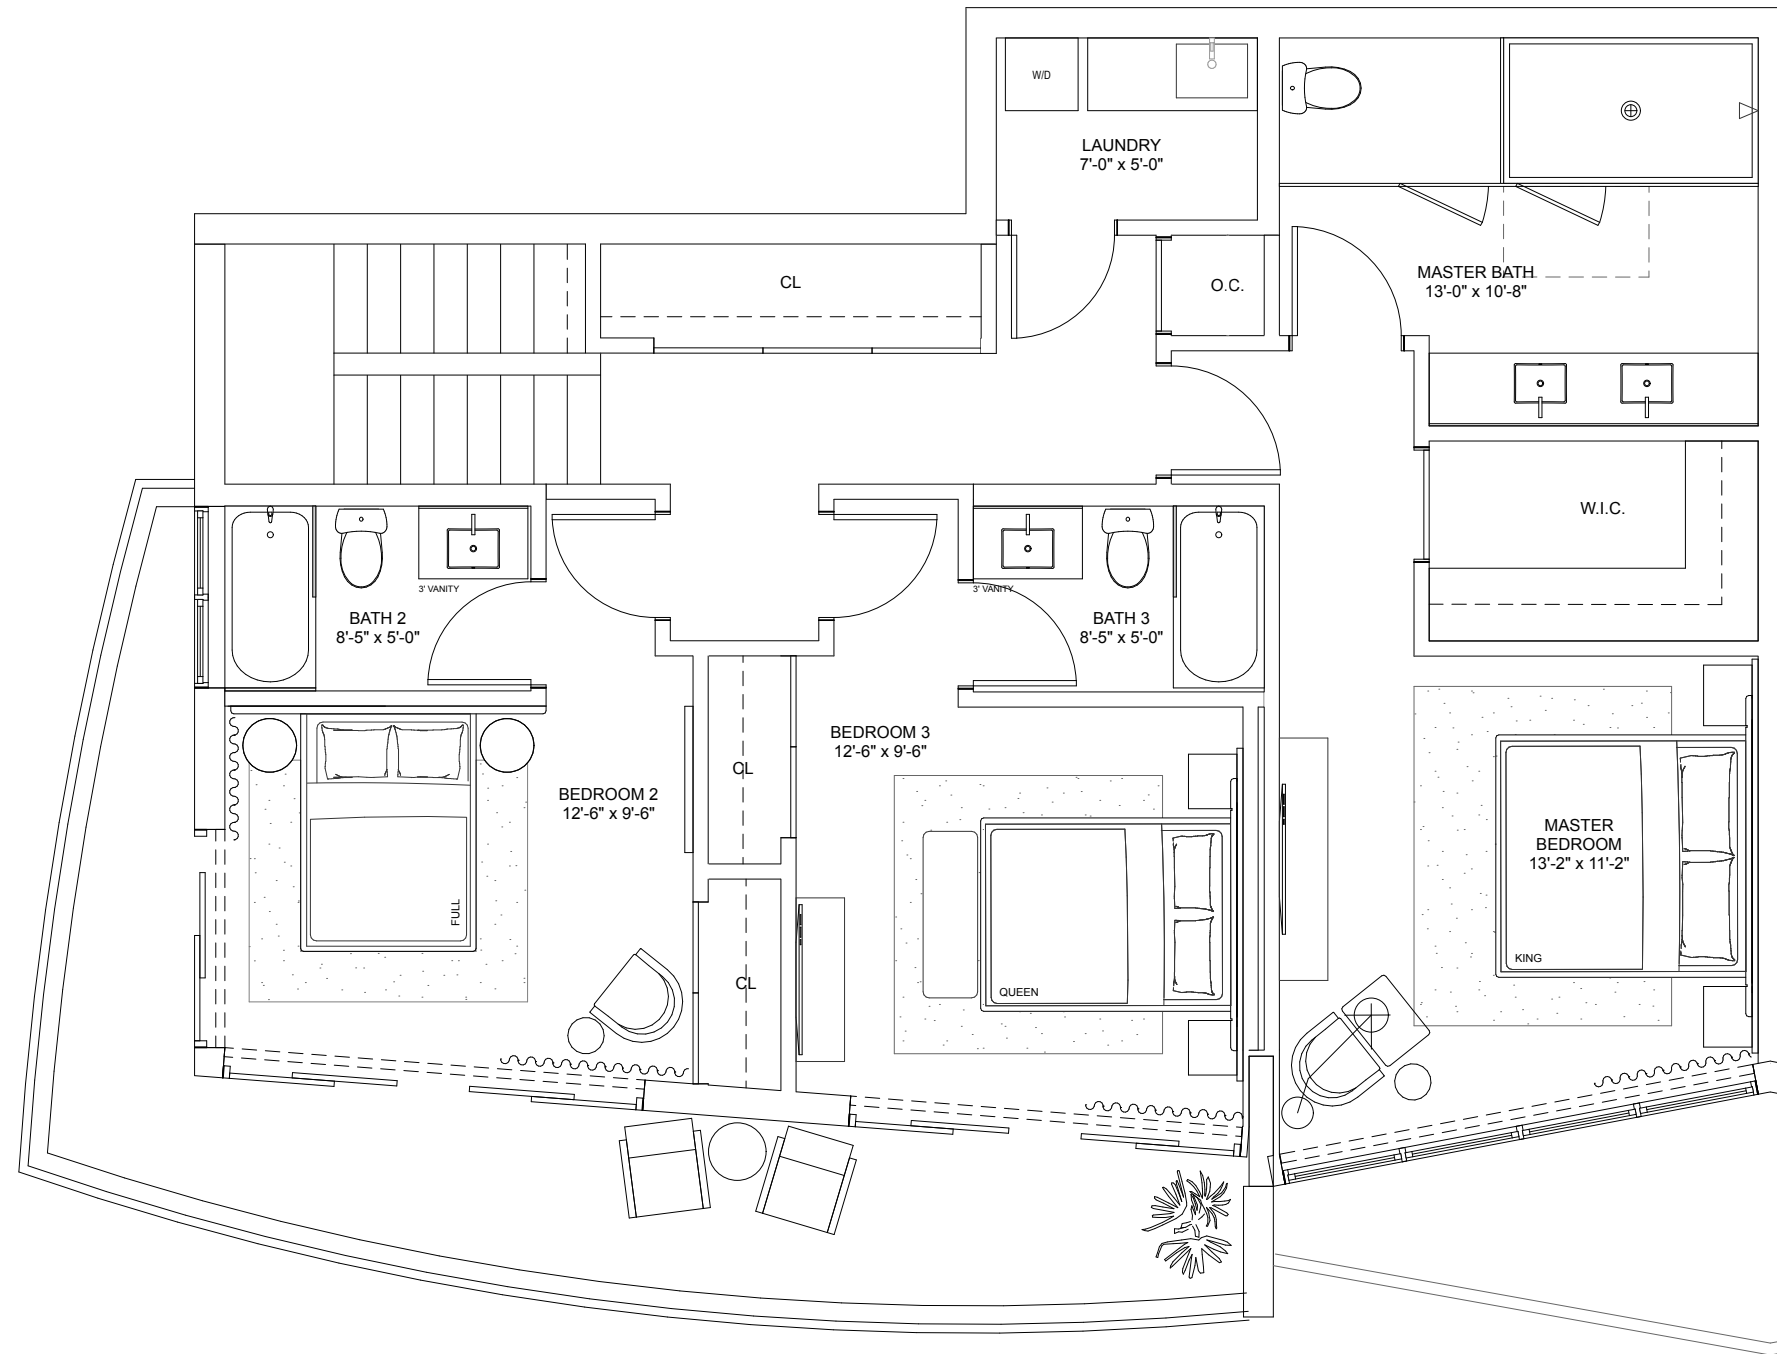 W/D
LAUNDRY
7'-0" x 5'-0"
CL
O.C.
MASTER BATH
13'-0" x 10'-8"
W.I.C.
3' VANITY
BATH 2
8'-5" x 5'-0"
3' VANITY
BATH 3
8'-5" x 5'-0"
BEDROOM 2
12'-6" x 9'-6"
FULL
CL
CL
BEDROOM 3
12'-6" x 9'-6"
QUEEN
MASTER
BEDROOM
13'-2" x 11'-2"
KING